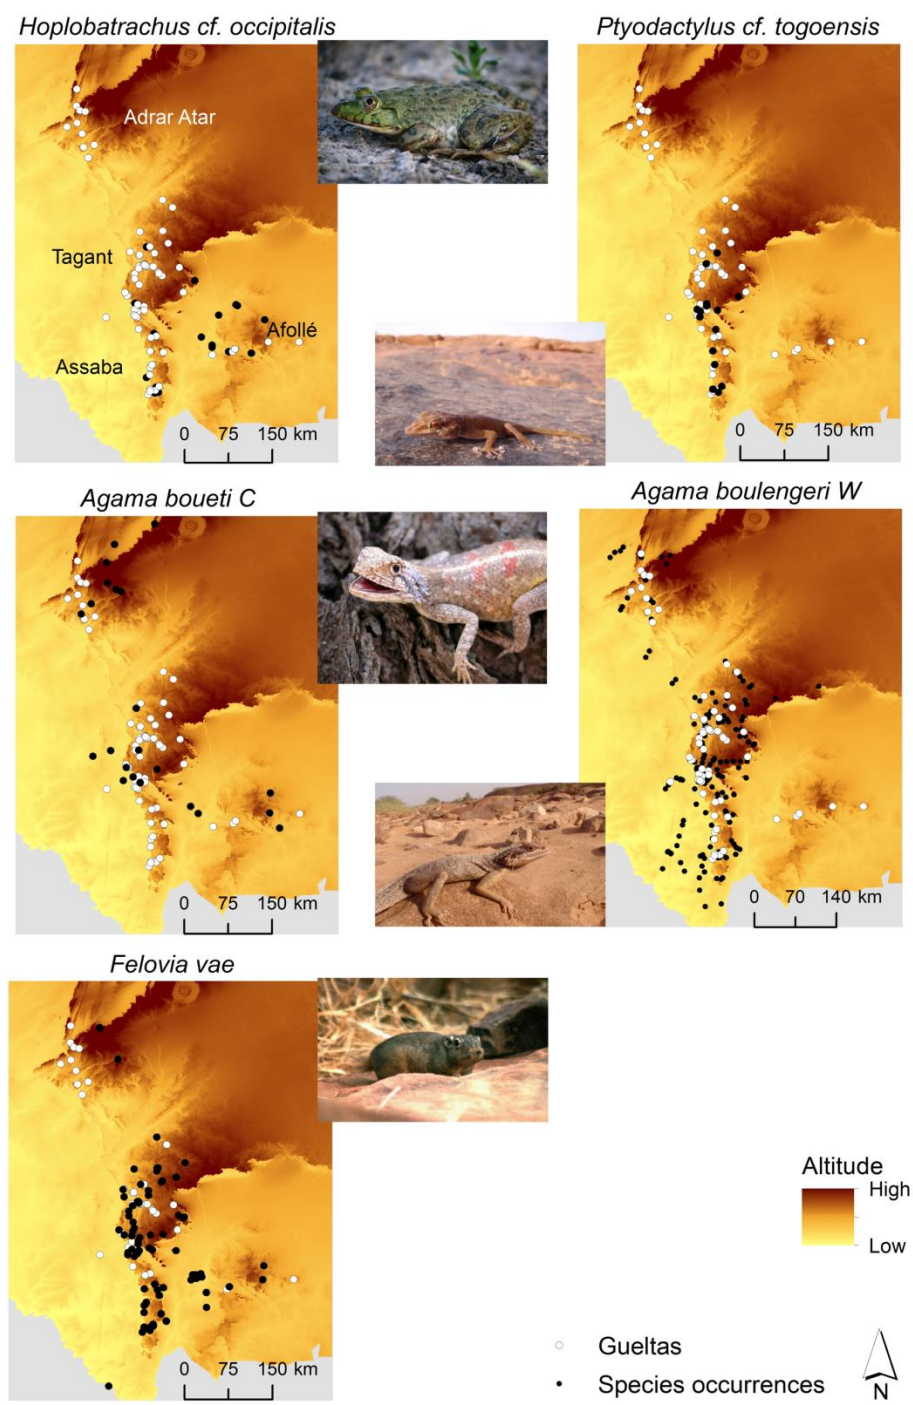 Hoplobatrachus cf. occipitalis
Ptyodactylus cf. togoensis
Adrar Atar
Tagant
Afollé
Assaba
0 75 150 km
0 75 150 km
Agama boueti C
Agama boulengeri W
0 75 150 km
0 70 140 km
Felovia vae
0 75 150 km
Altitude
High
Low
Gueltas
Species occurrences
N